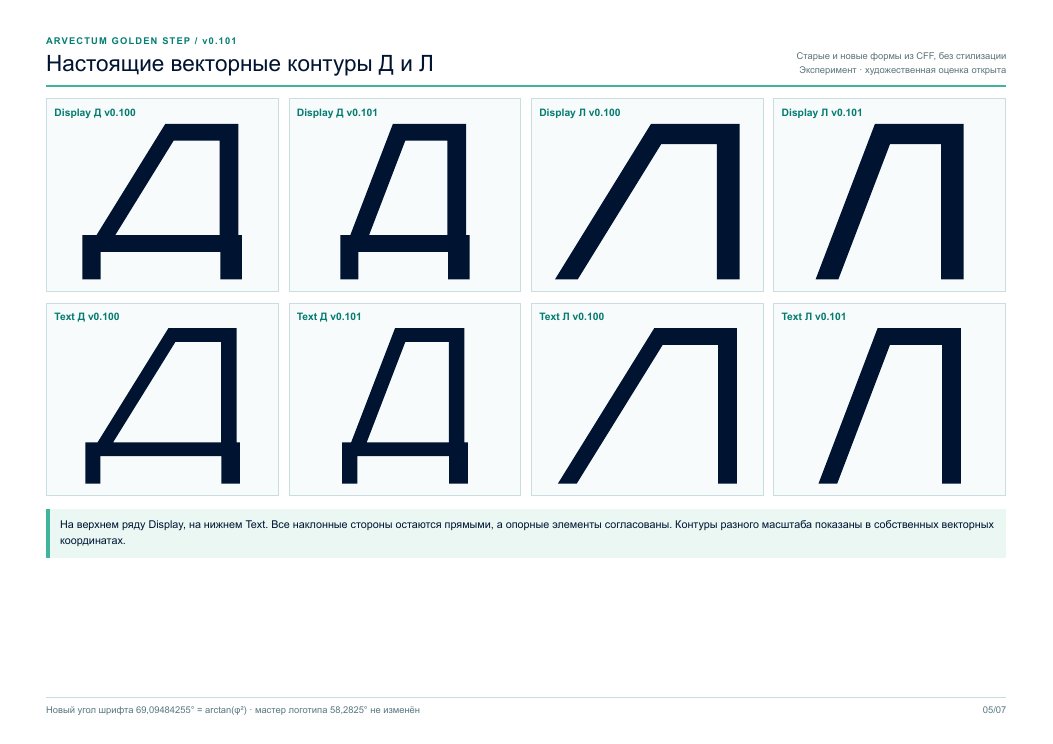 ARVECTUM GOLDEN STEP / v0.101
Настоящие векторные контуры Д и Л
Старые и новые формы из CFF, без стилизации
Эксперимент · художественная оценка открыта
Display Д v0.100
Display Д v0.101
Display Л v0.100
Display Л v0.101
Д
Д
Л
Л
Text Д v0.100
Text Д v0.101
Text Л v0.100
Text Л v0.101
Д
Д
Л
Л
На верхнем ряду Display, на нижнем Text. Все наклонные стороны остаются прямыми, а опорные элементы согласованы. Контуры разного масштаба показаны в собственных векторных
координатах.
Новый угол шрифта 69,09484255° = arctan(φ²) · мастер логотипа 58,2825° не изменён
05/07